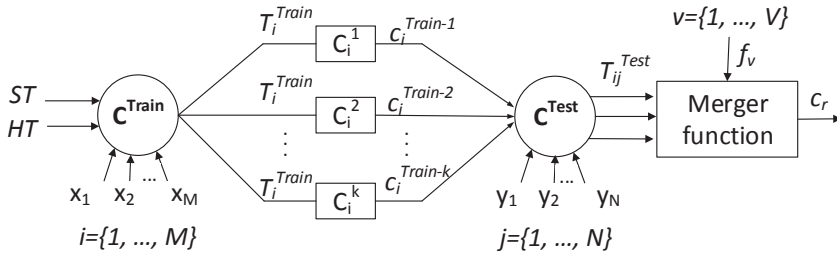 ST
HT
C^Train
x_1 x_2 ... x_M
i={1, ..., M}
T_i^Train
C_i^1
c_i^Train-1
T_i^Train
C_i^2
c_i^Train-2
⋮ ⋮
T_i^Train
C_i^k
c_i^Train-k
C^Test
y_1 y_2 ... y_N
j={1, ..., N}
T_ij^Test
v={1, ..., V}
f_v
Merger
function
c_r